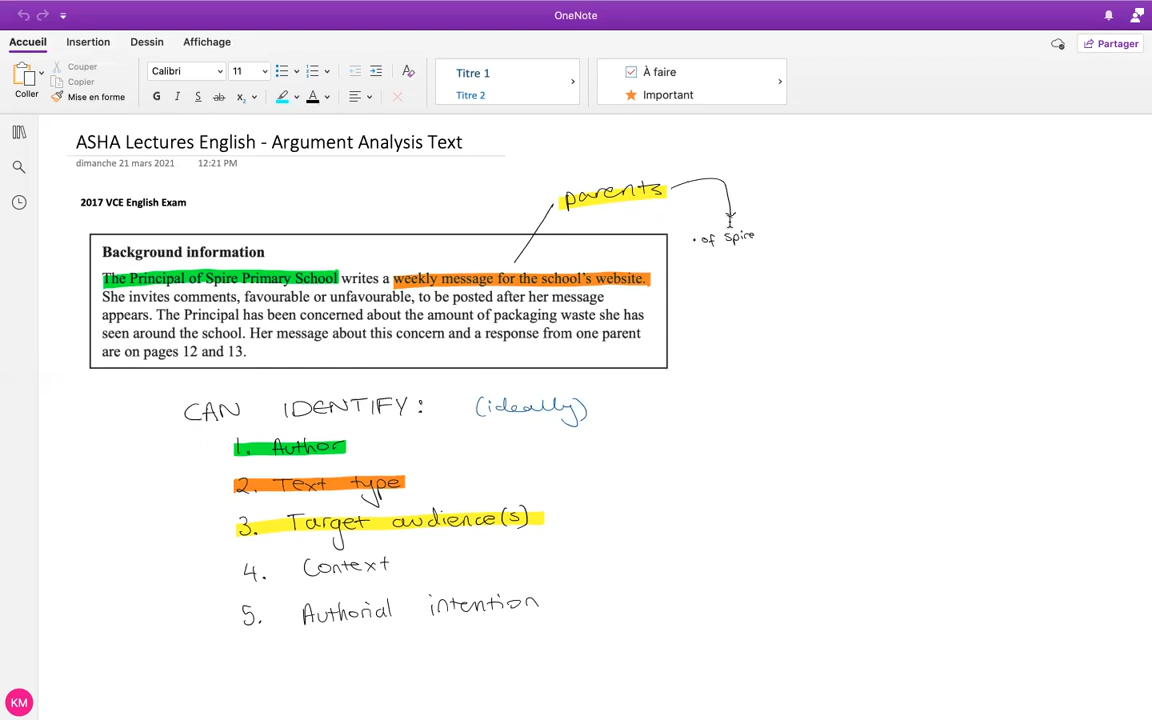 OneNote
Accueil Insertion Dessin Affichage
Partager
Coller
Couper
Copier
Mise en forme
Calibri 11
G I S ab x₂ A
Titre 1
Titre 2
À faire
Important
ASHA Lectures English - Argument Analysis Text
dimanche 21 mars 2021 12:21 PM
2017 VCE English Exam
parents
• of Spire
Background information
The Principal of Spire Primary School writes a weekly message for the school's website.
She invites comments, favourable or unfavourable, to be posted after her message
appears. The Principal has been concerned about the amount of packaging waste she has
seen around the school. Her message about this concern and a response from one parent
are on pages 12 and 13.
CAN IDENTIFY: (ideally)
1. Author
2. Text type
3. Target audience(s)
4. Context
5. Authorial intention
KM